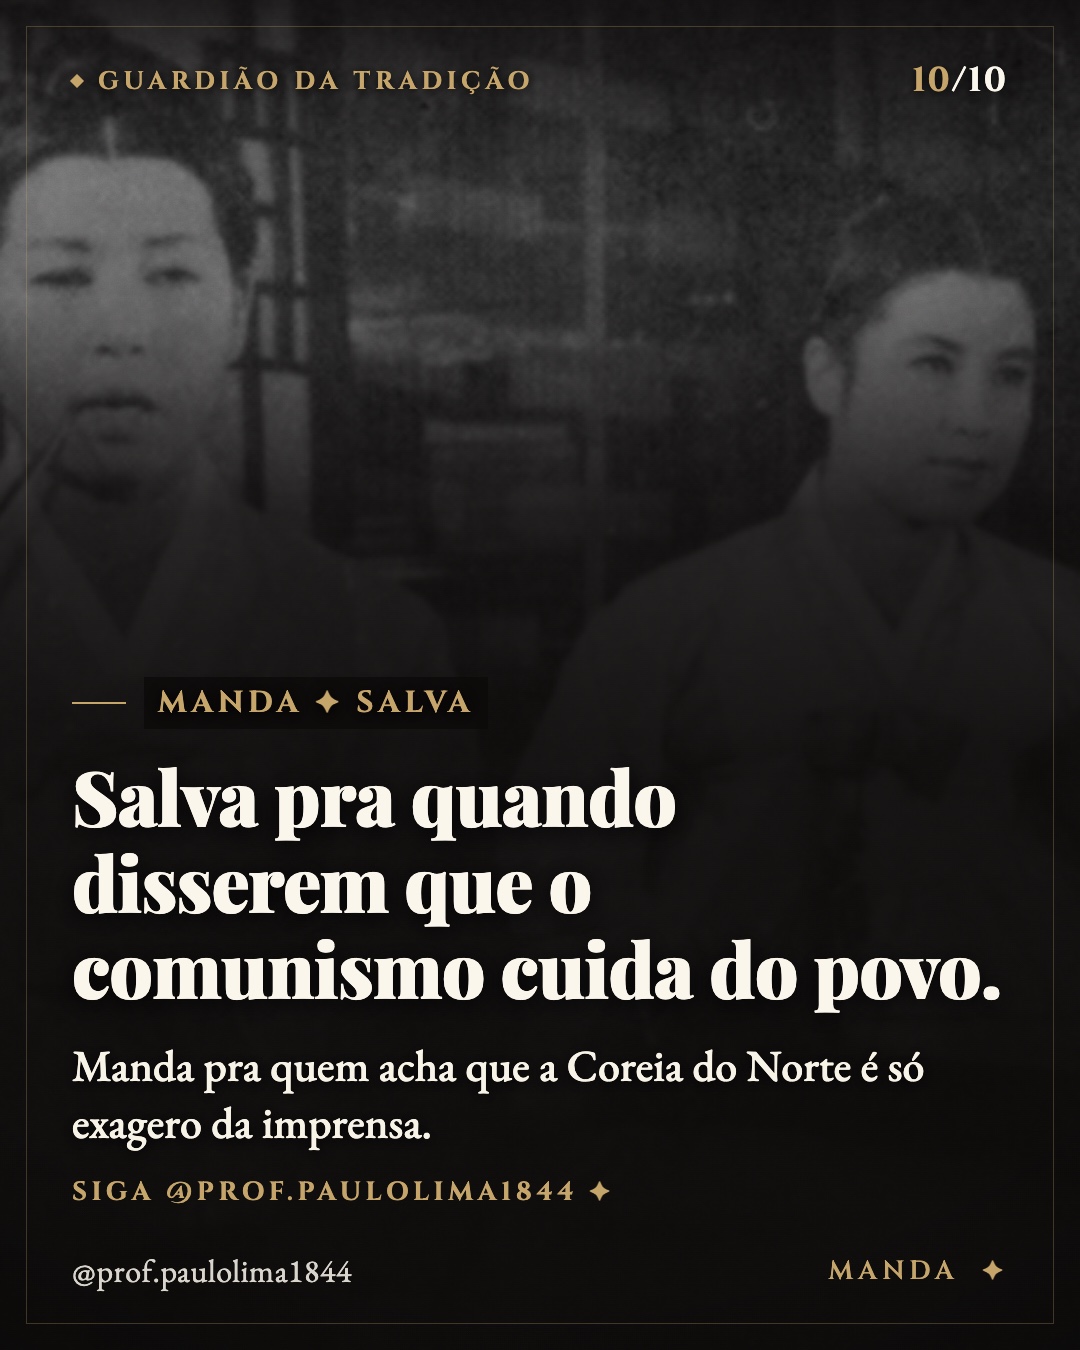 ◆ GUARDIÃO DA TRADIÇÃO
10/10
MANDA ✦ SALVA
Salva pra quando
disserem que o
comunismo cuida do povo.
Manda pra quem acha que a Coreia do Norte é só
exagero da imprensa.
SIGA @PROF.PAULOLIMA1844 ✦
@prof.paulolima1844
MANDA ✦